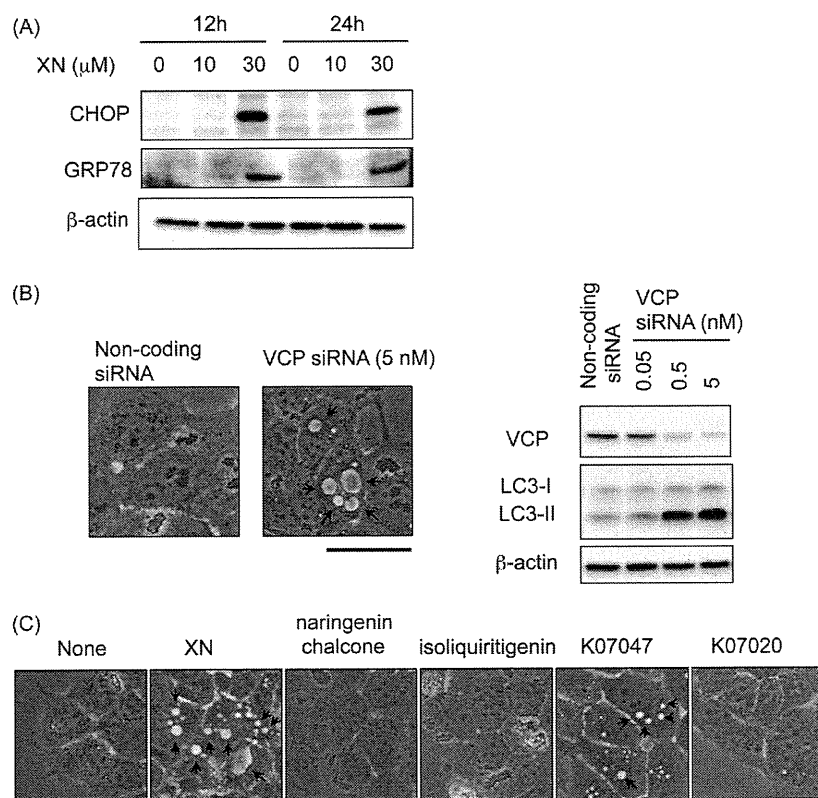 (A)
12h 24h
XN (μM) 0 10 30 0 10 30
CHOP
GRP78
β-actin
(B)
Non-coding
siRNA
VCP siRNA (5 nM)
Non-coding
siRNA
VCP
siRNA (nM)
0.05
0.5
5
VCP
LC3-I
LC3-II
β-actin
(C)
None XN naringenin
chalcone isoliquiritigenin K07047 K07020